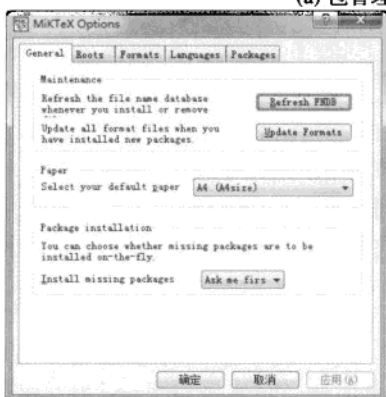 (a) 包管理
MiKTeX Options
General Roots Formats Languages Packages
Maintenance
Refresh the file name database
whenever you install or remove
Refresh FNDB
Update all format files when you
have installed new packages.
Update Formats
Paper
Select your default paper A4 (A4size)
Package installation
You can choose whether missing packages are to be
installed on-the-fly.
Install missing packages Ask me firs
确定 取消 应用(A)